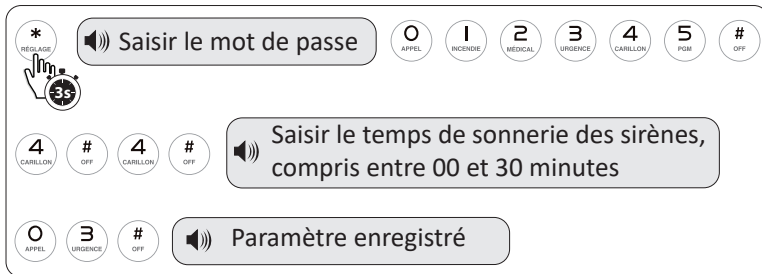 * RÉGLAGE 3s Saisir le mot de passe 0 APPEL 1 INCENDIE 2 MÉDICAL 3 URGENCE 4 CARILLON 5 PGM # OFF
4 CARILLON # OFF 4 CARILLON # OFF Saisir le temps de sonnerie des sirènes,
compris entre 00 et 30 minutes
0 APPEL 3 URGENCE # OFF Paramètre enregistré